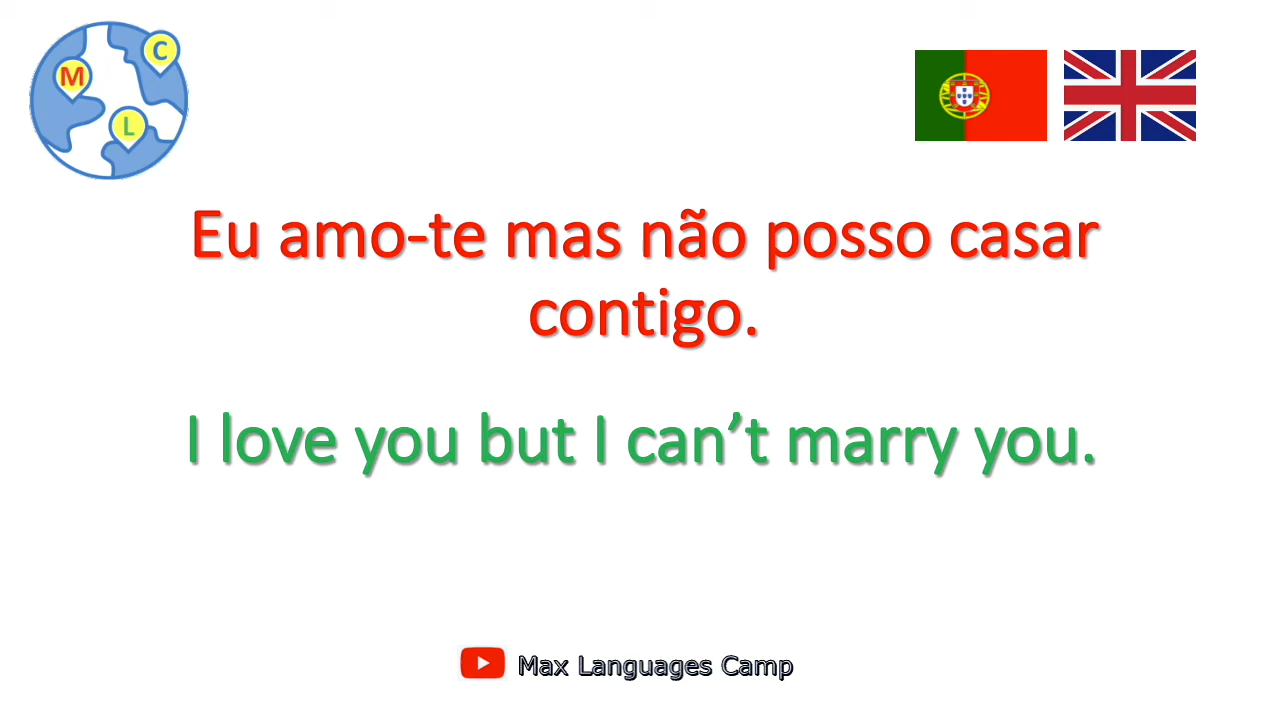 M
C
L
Eu amo-te mas não posso casar
contigo.
I love you but I can’t marry you.
Max Languages Camp